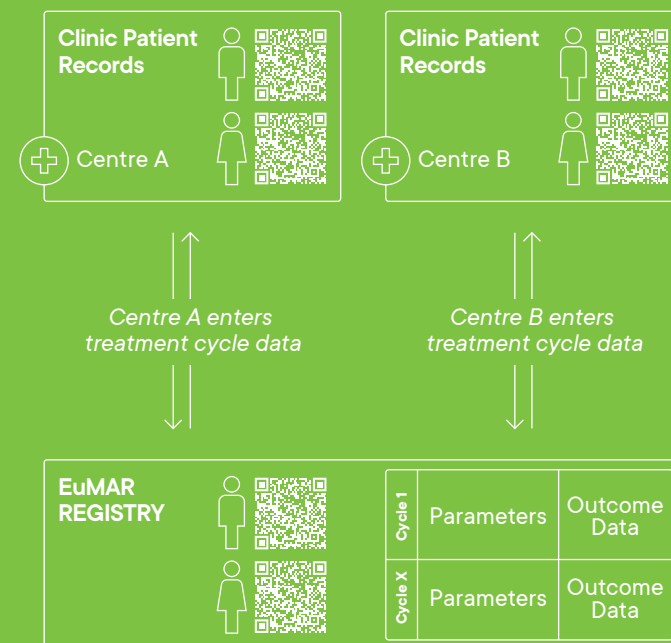 Clinic Patient
Records
Centre A
Clinic Patient
Records
Centre B
Centre A enters
treatment cycle data
Centre B enters
treatment cycle data
EuMAR
REGISTRY
Cycle 1
Parameters
Outcome
Data
Cycle X
Parameters
Outcome
Data